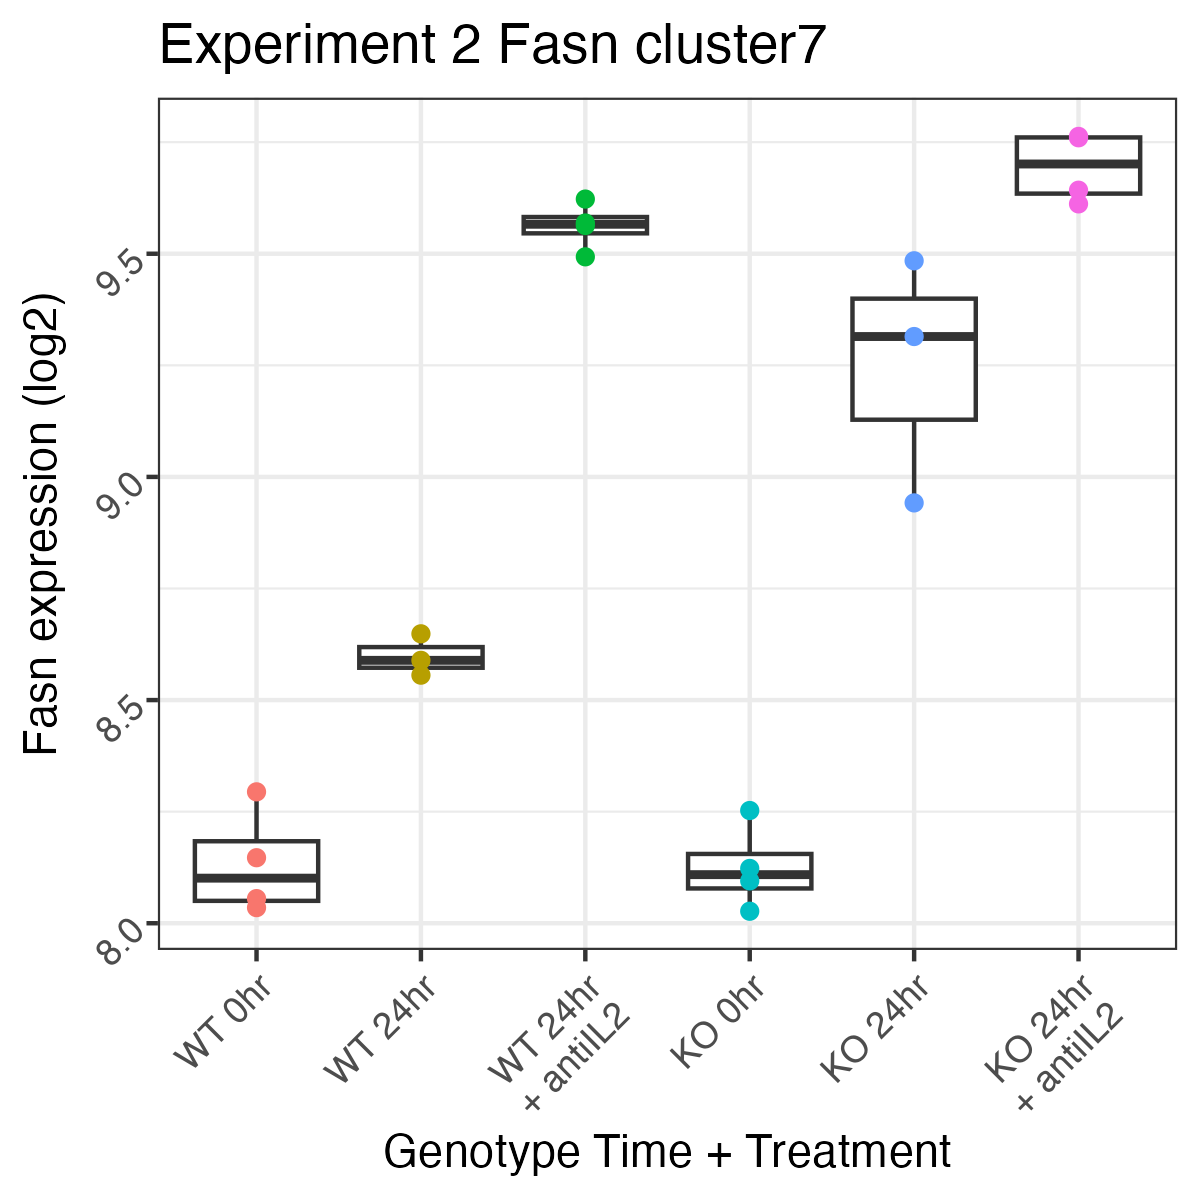 Experiment 2 Fasn cluster7
Fasn expression (log2)
9.5
9.0
8.5
8.0
WT 0hr
WT 24hr
WT 24hr
+ antiIL2
KO 0hr
KO 24hr
KO 24hr
+ antiIL2
Genotype Time + Treatment